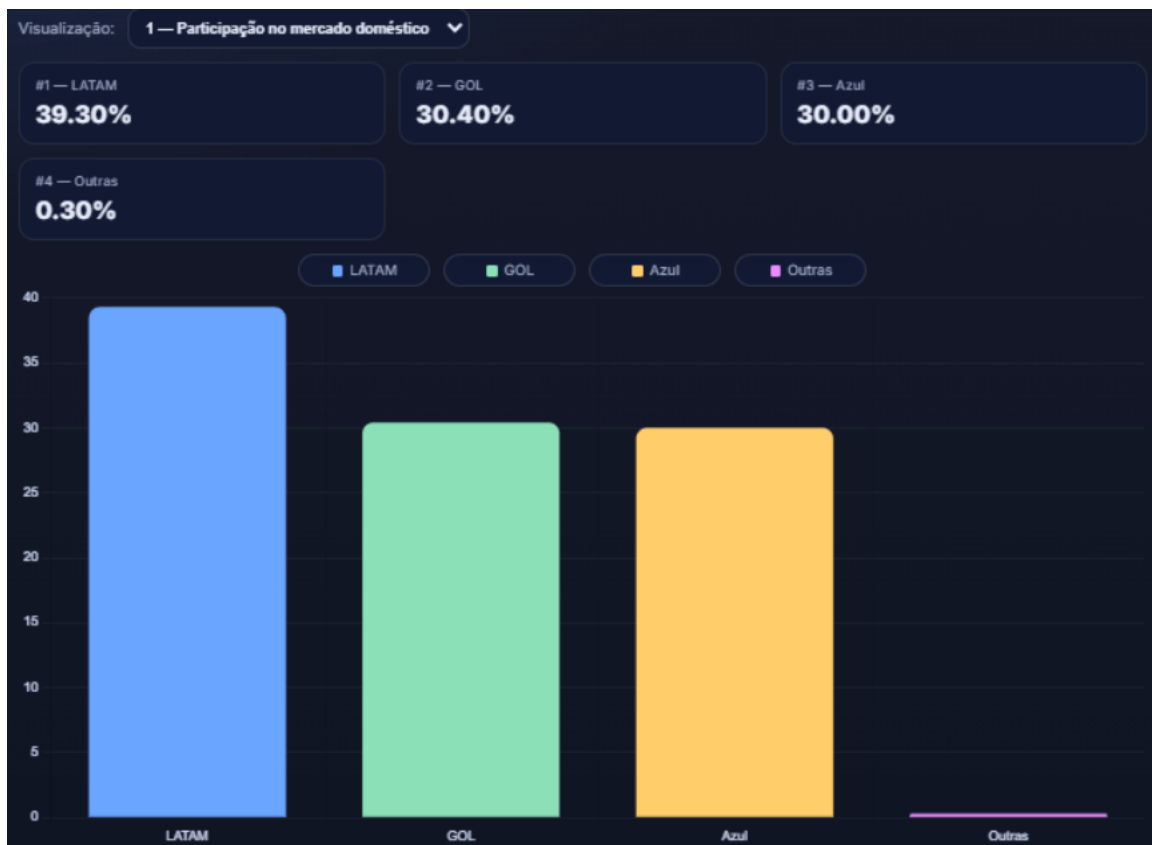 Visualização: 1 — Participação no mercado doméstico
#1 — LATAM
39.30%
#2 — GOL
30.40%
#3 — Azul
30.00%
#4 — Outras
0.30%
LATAM GOL Azul Outras
40
35
30
25
20
15
10
5
0
LATAM GOL Azul Outras